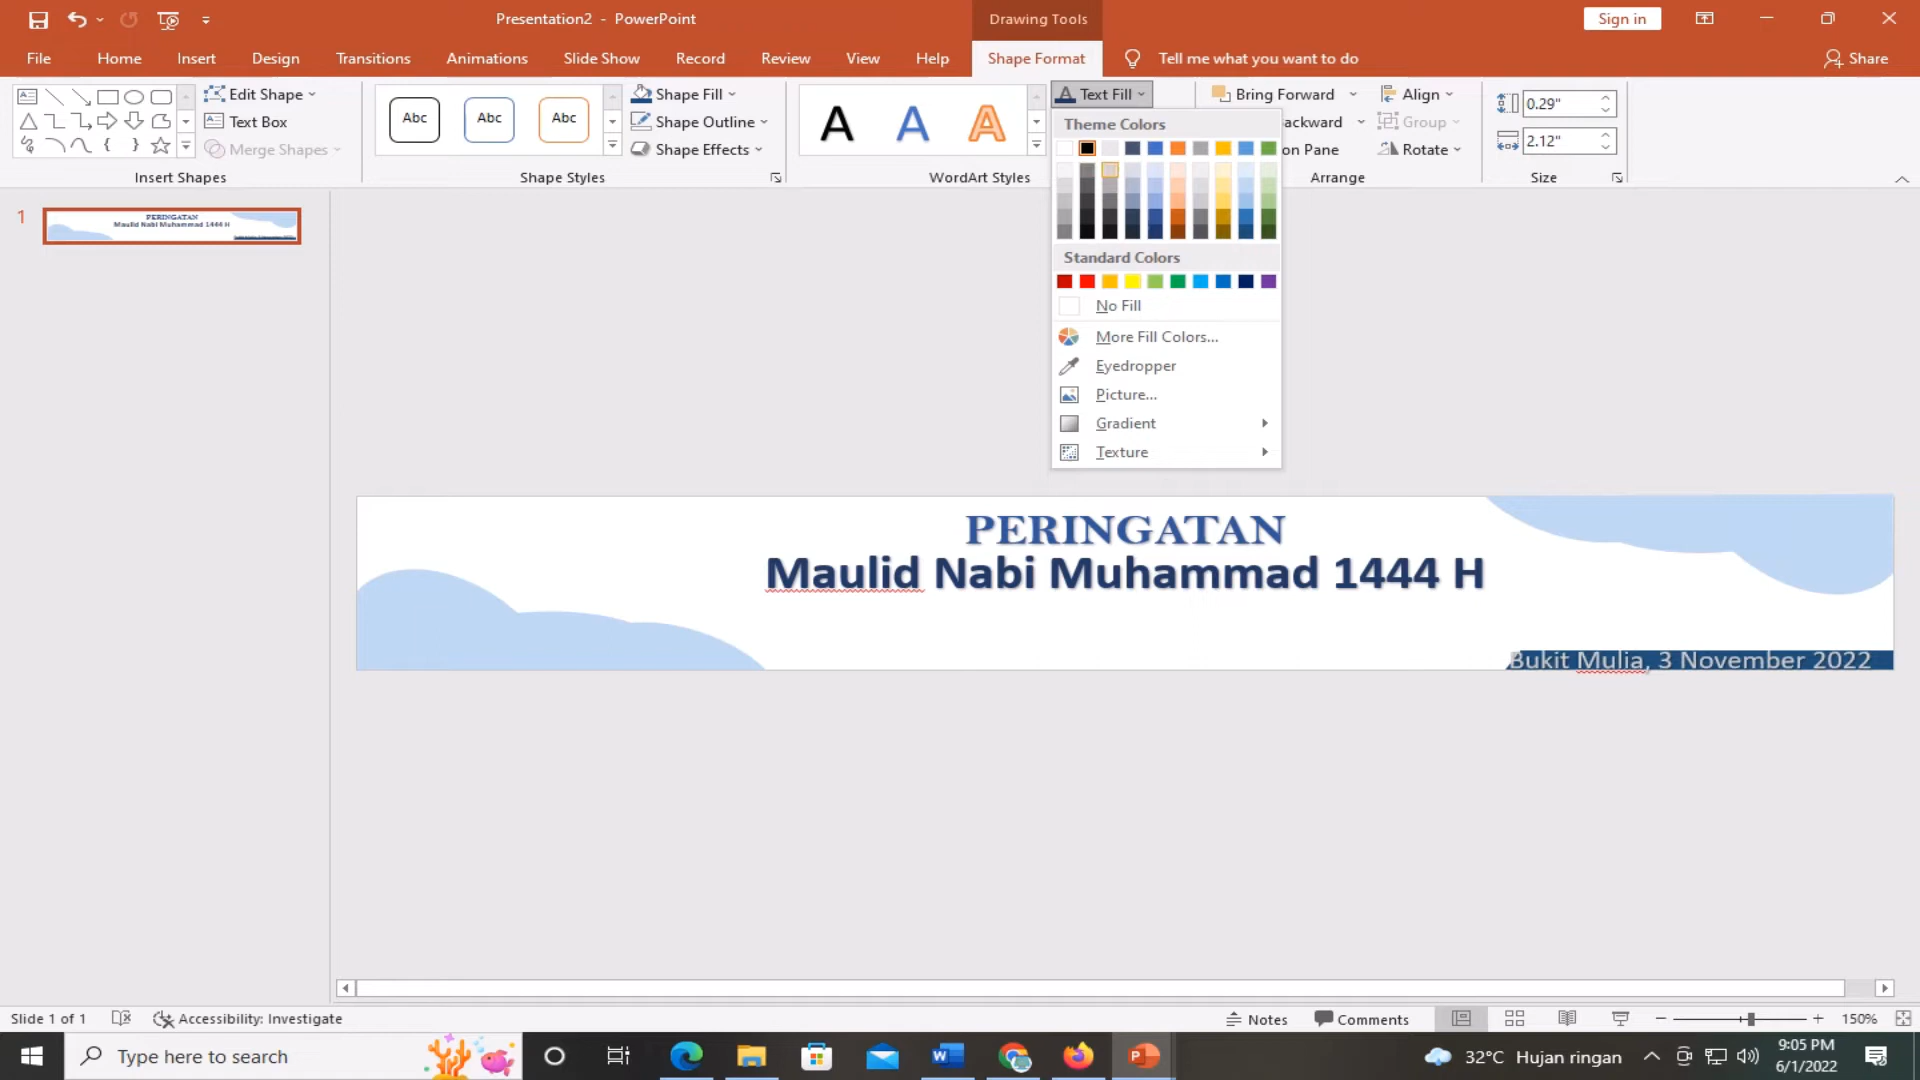 Presentation2 - PowerPoint
Drawing Tools
Sign in
File
Home
Insert
Design
Transitions
Animations
Slide Show
Record
Review
View
Help
Shape Format
Tell me what you want to do
Share
Edit Shape
Text Box
Merge Shapes
Insert Shapes
Abc
Abc
Abc
Shape Fill
Shape Outline
Shape Effects
Shape Styles
A
A
A
WordArt Styles
Text Fill
Bring Forward
ackward
on Pane
Align
Group
Rotate
Arrange
0.29"
2.12"
Size
Theme Colors
Standard Colors
No Fill
More Fill Colors...
Eyedropper
Picture...
Gradient
Texture
1
PERINGATAN
Maulid Nabi Muhammad 1444 H
PERINGATAN
Maulid Nabi Muhammad 1444 H
Bukit Mulia, 3 November 2022
Slide 1 of 1
Accessibility: Investigate
Notes
Comments
150%
Type here to search
32°C Hujan ringan
9:05 PM
6/1/2022